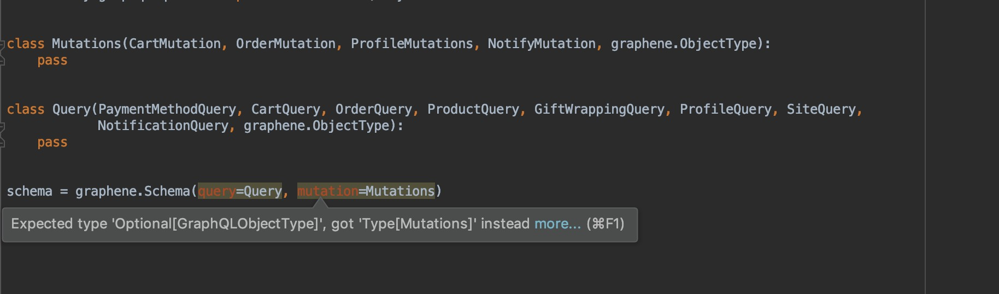 class Mutations(CartMutation, OrderMutation, ProfileMutations, NotifyMutation, graphene.ObjectType):
pass
class Query(PaymentMethodQuery, CartQuery, OrderQuery, ProductQuery, GiftWrappingQuery, ProfileQuery, SiteQuery,
NotificationQuery, graphene.ObjectType):
pass
schema = graphene.Schema(query=Query, mutation=Mutations)
Expected type 'Optional[GraphQLObjectType]', got 'Type[Mutations]' instead more... (⌘F1)